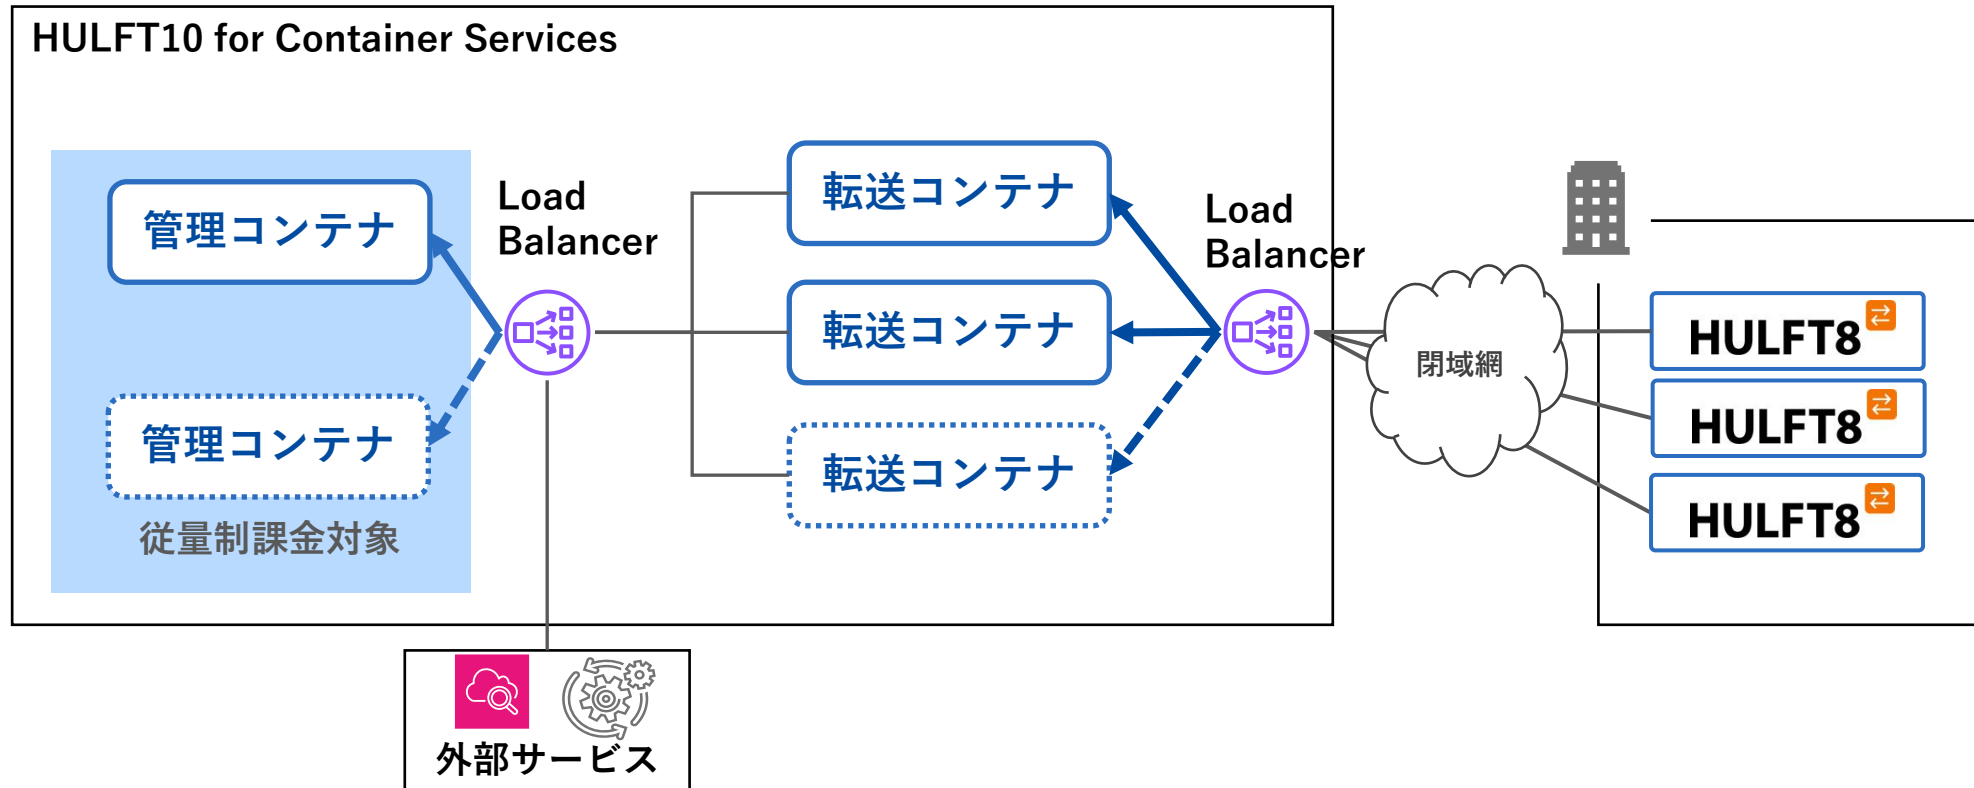 HULFT10 for Container Services
管理コンテナ
管理コンテナ
従量制課金対象
Load
Balancer
転送コンテナ
転送コンテナ
転送コンテナ
Load
Balancer
閉域網
HULFT8
HULFT8
HULFT8
外部サービス